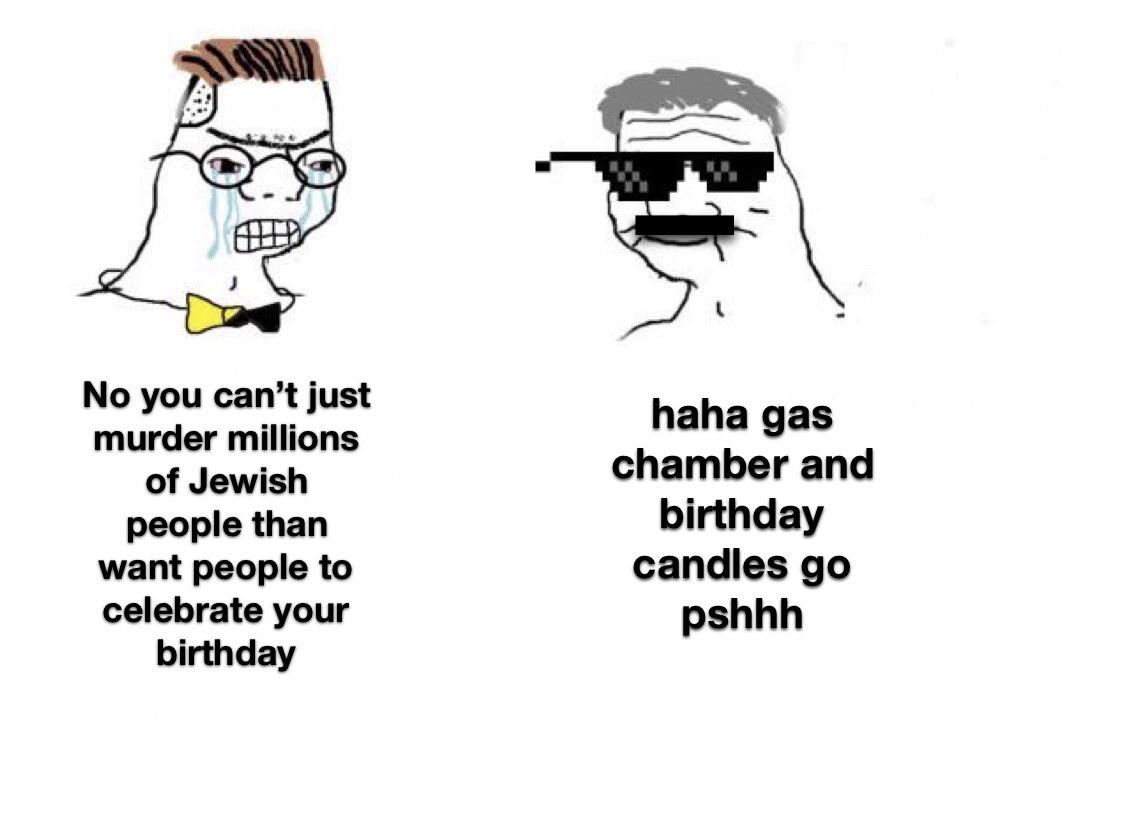 No you can’t just
murder millions
of Jewish
people than
want people to
celebrate your
birthday
haha gas
chamber and
birthday
candles go
pshhh